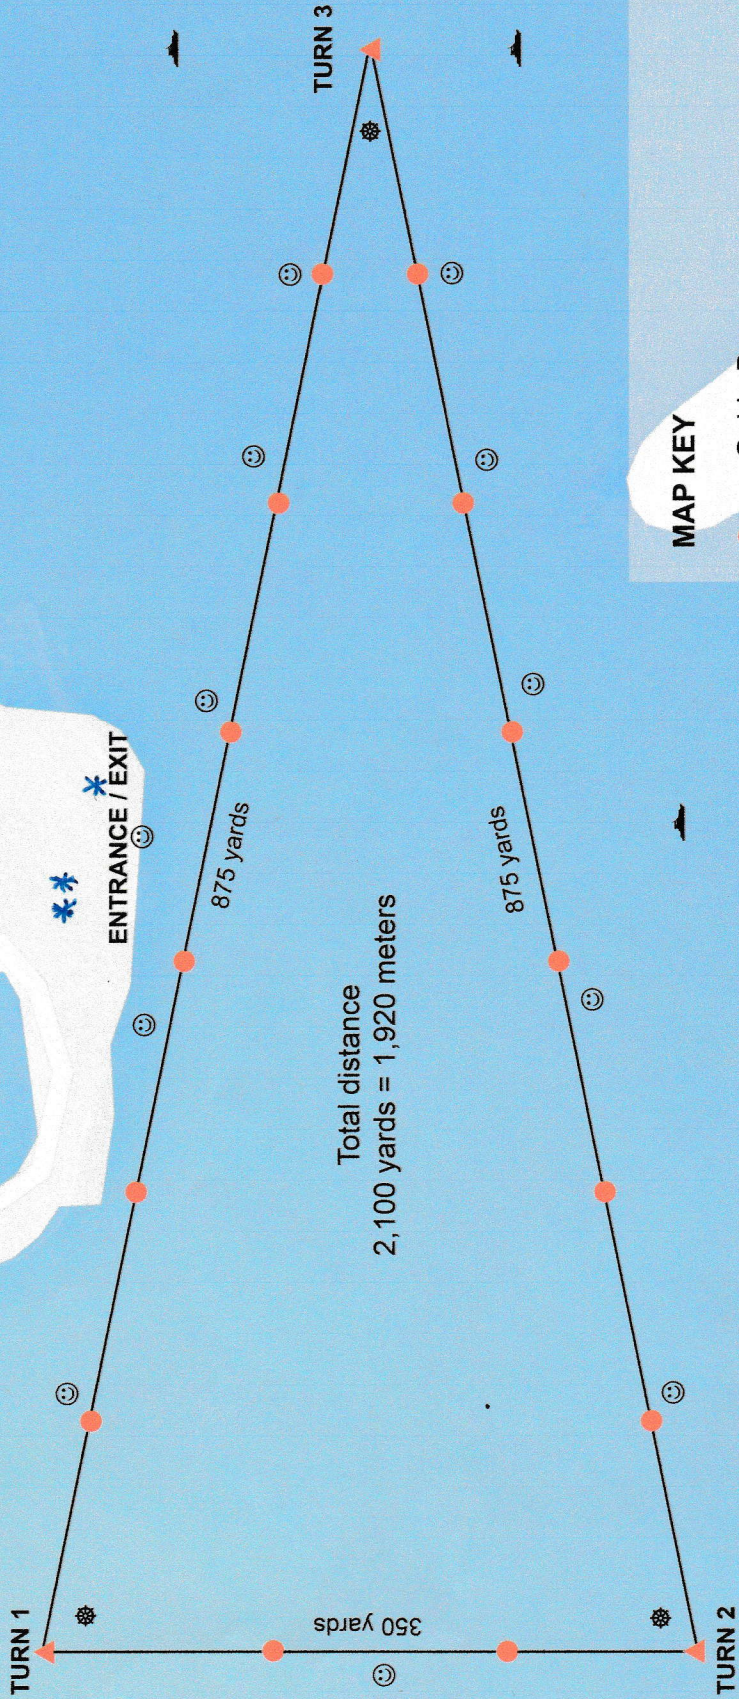 TURN 1
TURN 2
TURN 3
ENTRANCE / EXIT
* *
*
875 yards
875 yards
350 yards
Total distance
2,100 yards = 1,920 meters
MAP KEY